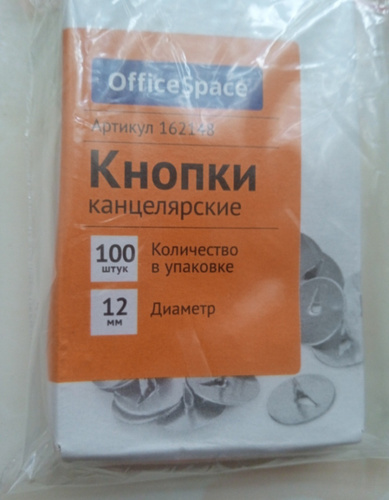 OfficeSpace
Артикул 162148
Кнопки
канцелярские
100
штук
Количество
в упаковке
12
мм
Диаметр